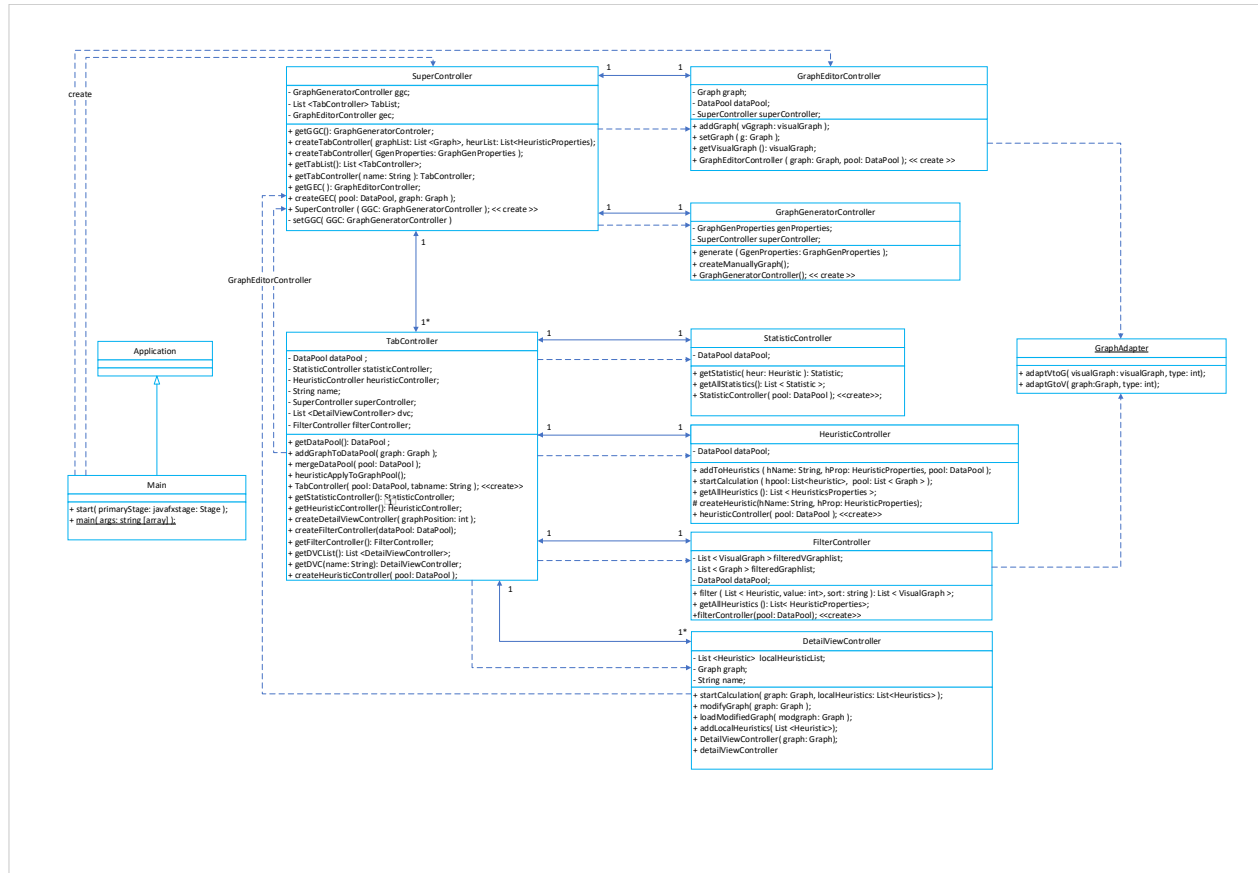 create
SuperController
- GraphGeneratorController ggc;
- List <TabController> TabList;
- GraphEditorController gec;
+ getGGC(): GraphGeneratorControler;
+ createTabController( graphList: List <Graph>, heurList: List<HeuristicProperties);
+ createTabController( GgenProperties: GraphGenProperties );
+ getTabList(): List <TabController>;
+ getTabController( name: String ): TabController;
+ getGEC( ): GraphEditorController;
+ createGEC( pool: DataPool, graph: Graph );
+ SuperController ( GGC: GraphGeneratorController ); << create >>
- setGGC( GGC: GraphGeneratorController )
1 1
GraphEditorController
- Graph graph;
- DataPool dataPool;
- SuperController superController;
+ addGraph( vGgraph: visualGraph );
+ setGraph ( g: Graph );
+ getVisualGraph (): visualGraph;
+ GraphEditorController ( graph: Graph, pool: DataPool ); << create >>
1 1
GraphGeneratorController
- GraphGenProperties genProperties;
- SuperController superController;
+ generate ( GgenProperties: GraphGenProperties );
+ createManuallyGraph();
+ GraphGeneratorController(); << create >>
1
GraphEditorController
1*
Application
Main
+ start( primaryStage: javafxstage: Stage );
+ main( args: string [array] );
TabController
- DataPool dataPool ;
- StatisticController statisticController;
- HeuristicController heuristicController;
- String name;
- SuperController superController;
- List <DetailViewController> dvc;
- FilterController filterController;
+ getDataPool(): DataPool ;
+ addGraphToDataPool( graph: Graph );
+ mergeDataPool( pool: DataPool );
+ heuristicApplyToGraphPool();
+ TabController( pool: DataPool, tabname: String ); <<create>>
+ getStatisticController(): StatisticController;
1
+ getHeuristicController(): HeuristicController;
+ createDetailViewController( graphPosition: int );
+ createFilterController(dataPool: DataPool);
+ getFilterController(): FilterController;
+ getDVCList(): List <DetailViewController>;
+ getDVC(name: String): DetailViewController;
+ createHeuristicController( pool: DataPool );
1 1
StatisticController
- DataPool dataPool;
+ getStatistic( heur: Heuristic ): Statistic;
+ getAllStatistics(): List < Statistic >;
+ StatisticController( pool: DataPool ); <<create>>;
1 1
HeuristicController
- DataPool dataPool;
+ addToHeuristics ( hName: String, hProp: HeuristicProperties, pool: DataPool );
+ startCalculation ( hpool: List<heuristic>, pool: List < Graph > );
+ getAllHeuristics (): List < HeuristicsProperties >;
# createHeuristic(hName: String, hProp: HeuristicProperties);
+ heuristicController( pool: DataPool ); <<create>>
1 1
FilterController
- List < VisualGraph > filteredVGraphlist;
- List < Graph > filteredGraphlist;
- DataPool dataPool;
+ filter ( List < Heuristic, value: int>, sort: string ): List < VisualGraph >;
+ getAllHeuristics (): List< HeuristicProperties>;
+filterController(pool: DataPool); <<create>>
1
1*
DetailViewController
- List <Heuristic> localHeuristicList;
- Graph graph;
- String name;
+ startCalculation( graph: Graph, localHeuristics: List<Heuristics> );
+ modifyGraph( graph: Graph );
+ loadModifiedGraph( modgraph: Graph );
+ addLocalHeuristics( List <Heuristic>);
+ DetailViewController( graph: Graph);
+ detailViewController
GraphAdapter
+ adaptVtoG( visualGraph: visualGraph, type: int);
+ adaptGtoV( graph:Graph, type: int);